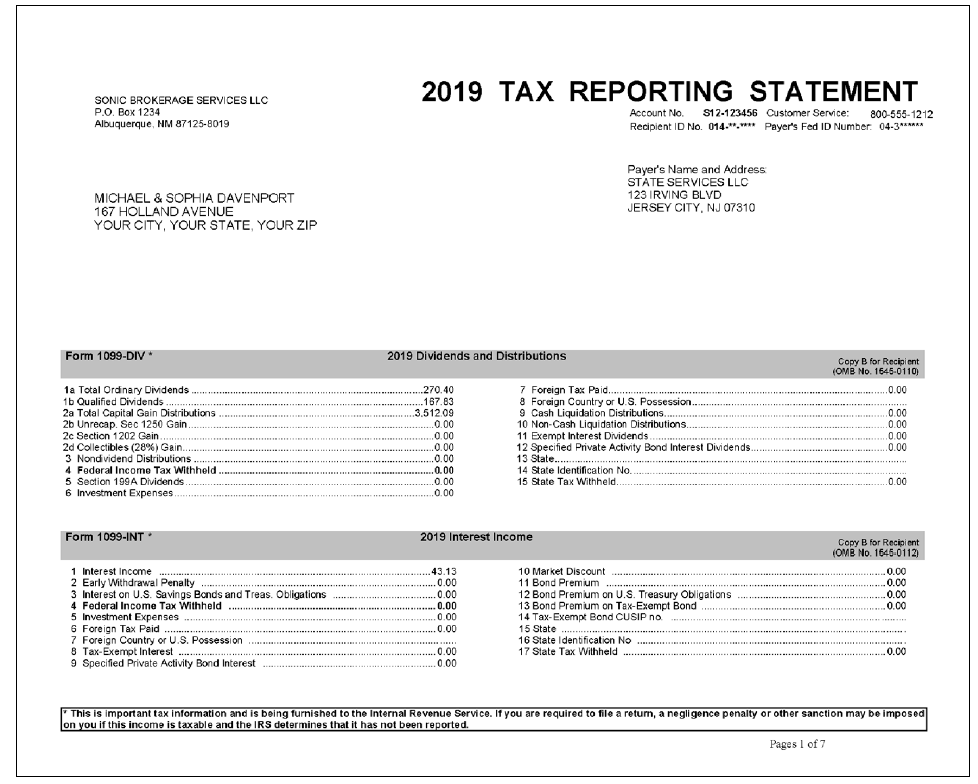 2019 TAX REPORTING STATEMENT
SONIC BROKERAGE SERVICES LLC
P.O. Box 1234
Albuquerque, NM 87125-8019
Account No. S12-123456 Customer Service: 800-555-1212
Recipient ID No. 014-**-**** Payer's Fed ID Number: 04-3******
Payer's Name and Address:
STATE SERVICES LLC
123 IRVING BLVD
JERSEY CITY, NJ 07310
MICHAEL & SOPHIA DAVENPORT
167 HOLLAND AVENUE
YOUR CITY, YOUR STATE, YOUR ZIP
Form 1099-DIV * 2019 Dividends and Distributions
Copy B for Recipient
(OMB No. 1545-0110)
1a Total Ordinary Dividends 270.40
1b Qualified Dividends 167.83
2a Total Capital Gain Distributions 3,512.09
2b Unrecap. Sec 1250 Gain 0.00
2c Section 1202 Gain 0.00
2d Collectibles (28%) Gain 0.00
3 Nondividend Distributions 0.00
4 Federal Income Tax Withheld 0.00
5 Section 199A Dividends 0.00
6 Investment Expenses 0.00
7 Foreign Tax Paid 0.00
8 Foreign Country or U.S. Possession
9 Cash Liquidation Distributions 0.00
10 Non-Cash Liquidation Distributions 0.00
11 Exempt Interest Dividends 0.00
12 Specified Private Activity Bond Interest Dividends 0.00
13 State
14 State Identification No.
15 State Tax Withheld 0.00
Form 1099-INT * 2019 Interest Income
Copy B for Recipient
(OMB No. 1545-0112)
1 Interest Income 43.13
2 Early Withdrawal Penalty 0.00
3 Interest on U.S. Savings Bonds and Treas. Obligations 0.00
4 Federal Income Tax Withheld 0.00
5 Investment Expenses 0.00
6 Foreign Tax Paid 0.00
7 Foreign Country or U.S. Possession
8 Tax-Exempt Interest 0.00
9 Specified Private Activity Bond Interest 0.00
10 Market Discount 0.00
11 Bond Premium 0.00
12 Bond Premium on U.S. Treasury Obligations 0.00
13 Bond Premium on Tax-Exempt Bond 0.00
14 Tax-Exempt Bond CUSIP no.
15 State
16 State Identification No
17 State Tax Withheld 0.00
* This is important tax information and is being furnished to the Internal Revenue Service. If you are required to file a return, a negligence penalty or other sanction may be imposed
on you if this income is taxable and the IRS determines that it has not been reported.
Pages 1 of 7